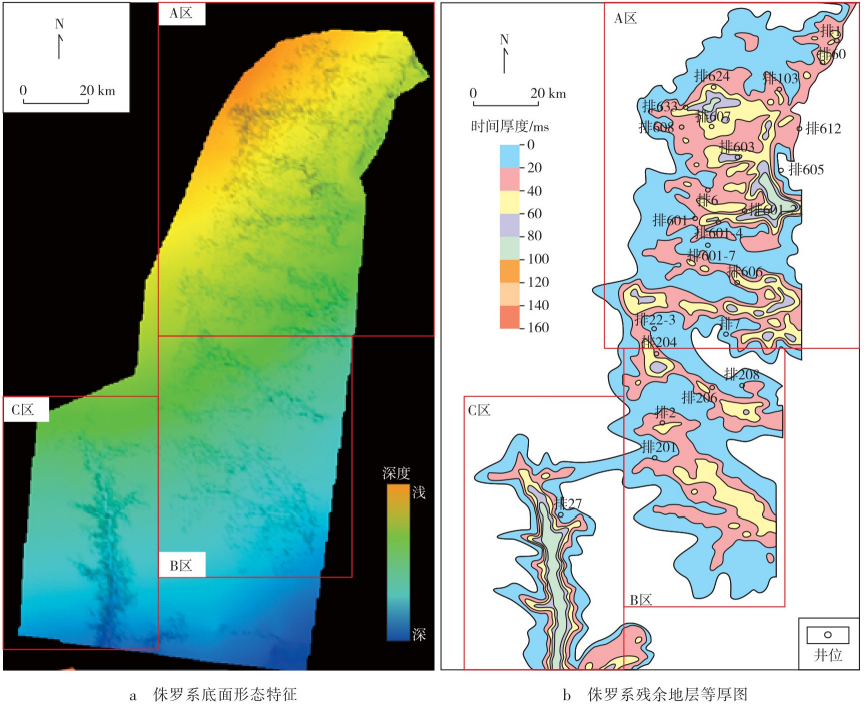 A区
N
0 20 km
C区
B区
深度
浅
深
a 侏罗系底面形态特征
A区
N
0 20 km
时间厚度/ms
0
20
40
60
80
100
120
140
160
排1
排60
排624
排103
排633
排607
排608
排612
排603
排605
排6
排601
排601-2
排601-4
排601-7
排606
排22-3
排7
排204
排208
排206
排2
排201
C区
排27
B区
井位
b 侏罗系残余地层等厚图